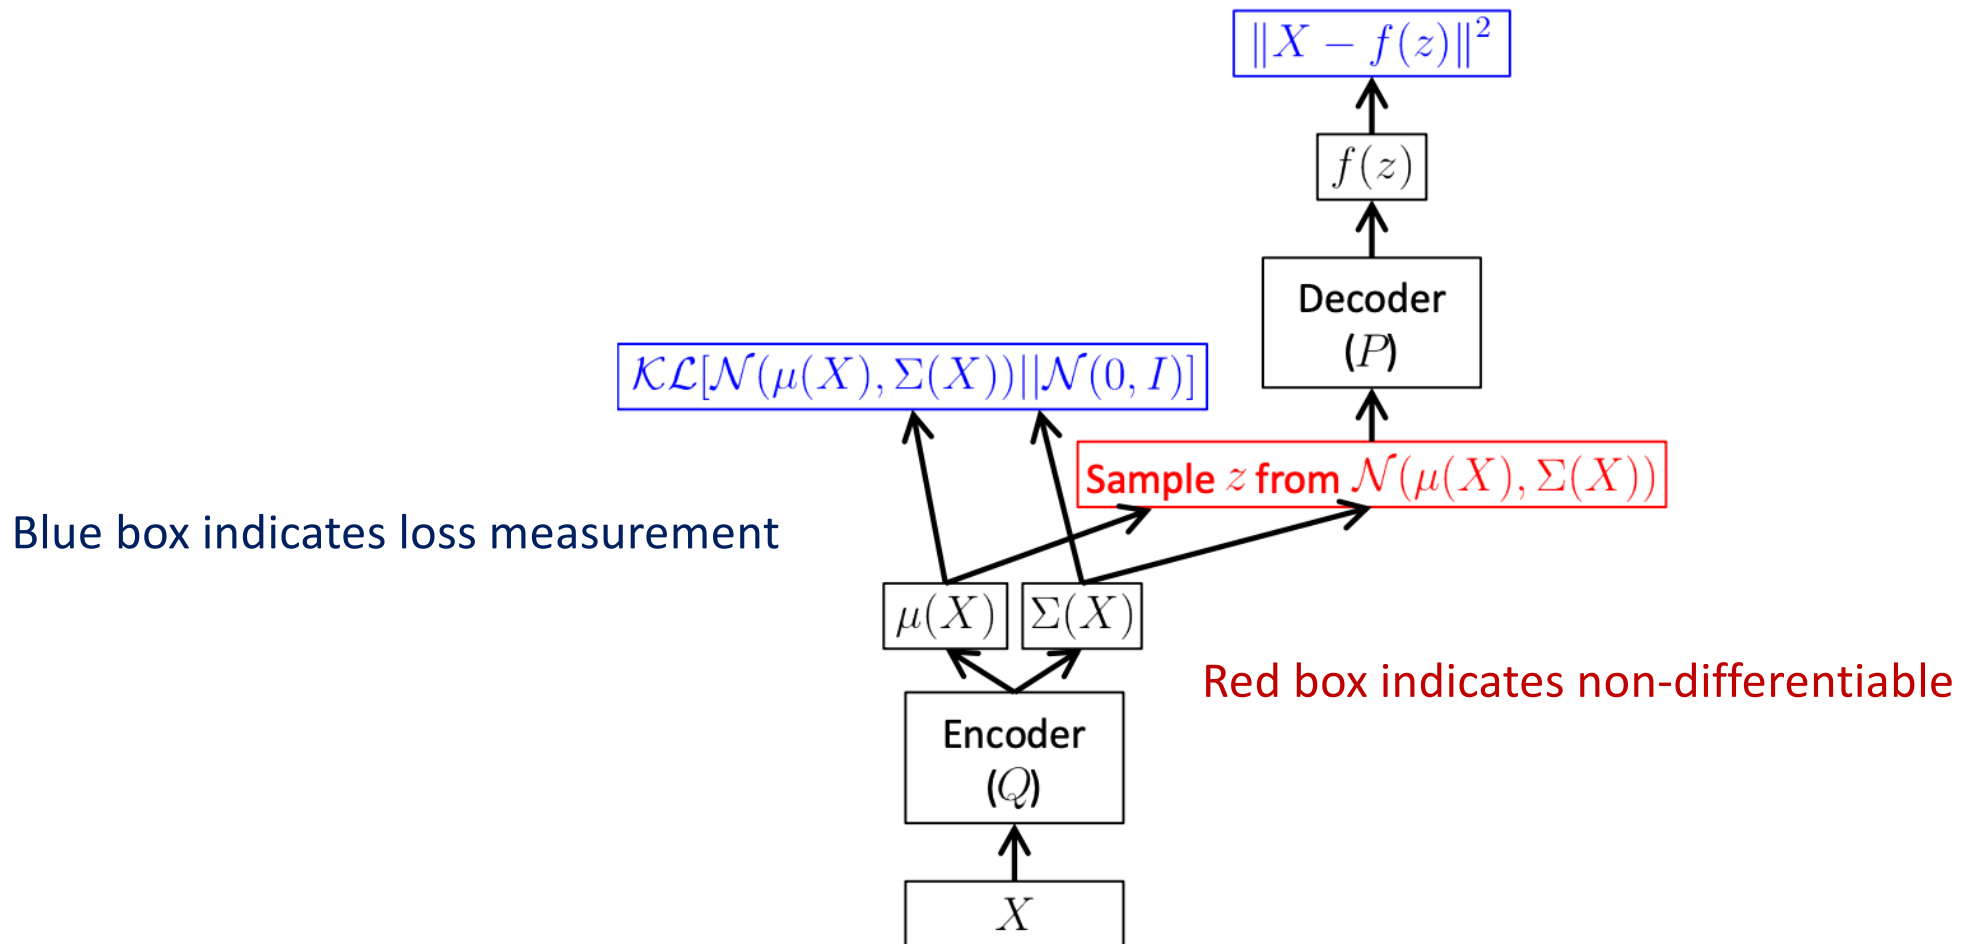 ‖X − f(z)‖²
f(z)
Decoder
(P)
𝒦ℒ[𝒩(μ(X), Σ(X))||𝒩(0, I)]
Sample z from 𝒩(μ(X), Σ(X))
Blue box indicates loss measurement
μ(X)
Σ(X)
Red box indicates non-differentiable
Encoder
(Q)
X